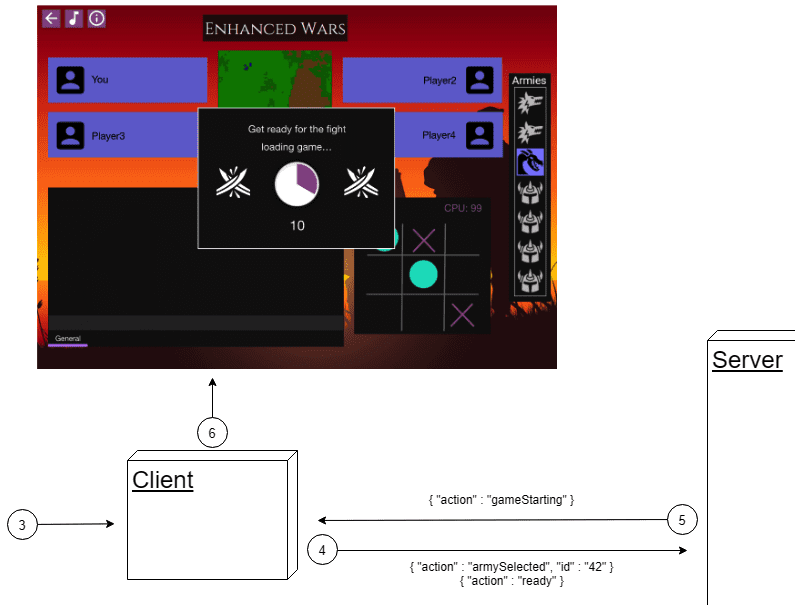 ENHANCED WARS
You
Player2
Armies
Player3
Player4
Get ready for the fight
loading game...
10
CPU: 99
General
Server
6
Client
{ "action" : "gameStarting" }
3
5
4
{ "action" : "armySelected", "id" : "42" }
{ "action" : "ready" }